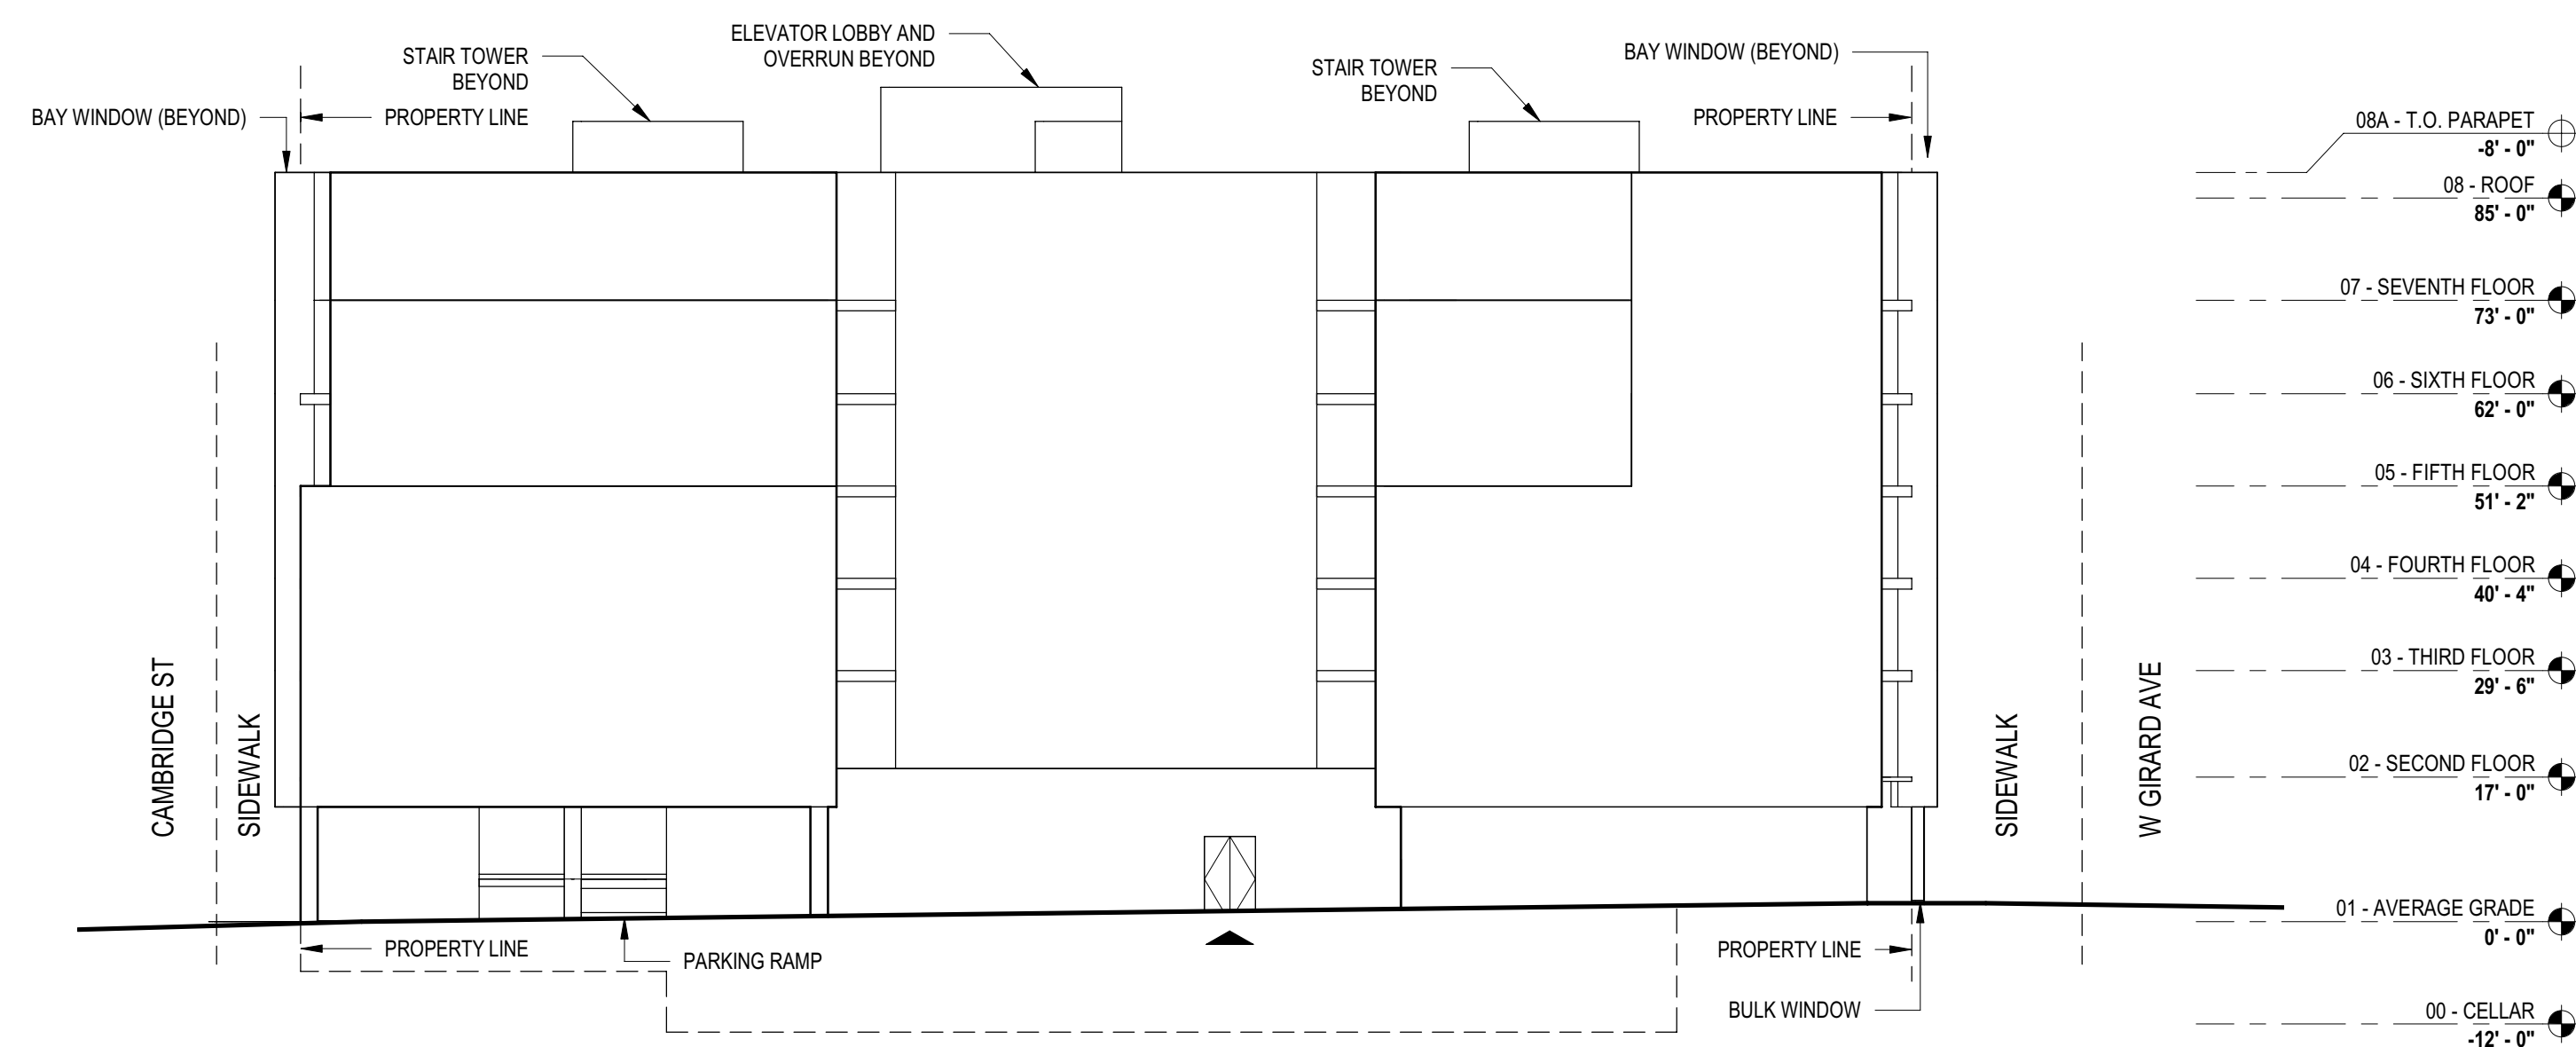 ELEVATOR LOBBY AND
OVERRUN BEYOND
STAIR TOWER
BEYOND
STAIR TOWER
BEYOND
BAY WINDOW (BEYOND)
BAY WINDOW (BEYOND)
PROPERTY LINE
PROPERTY LINE
08A - T.O. PARAPET
-8' - 0"
08 - ROOF
85' - 0"
07 - SEVENTH FLOOR
73' - 0"
06 - SIXTH FLOOR
62' - 0"
05 - FIFTH FLOOR
51' - 2"
04 - FOURTH FLOOR
40' - 4"
03 - THIRD FLOOR
29' - 6"
02 - SECOND FLOOR
17' - 0"
01 - AVERAGE GRADE
0' - 0"
00 - CELLAR
-12' - 0"
CAMBRIDGE ST
SIDEWALK
SIDEWALK
W GIRARD AVE
PROPERTY LINE
PARKING RAMP
PROPERTY LINE
BULK WINDOW